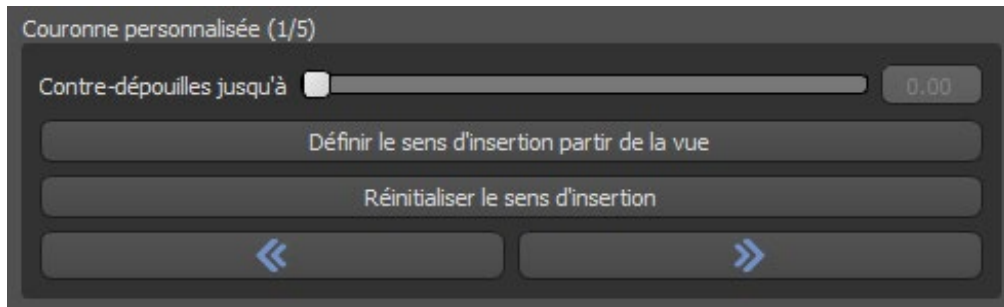 Couronne personnalisée (1/5)
Contre-dépouilles jusqu'à 0.00
Définir le sens d'insertion partir de la vue
Réinitialiser le sens d'insertion